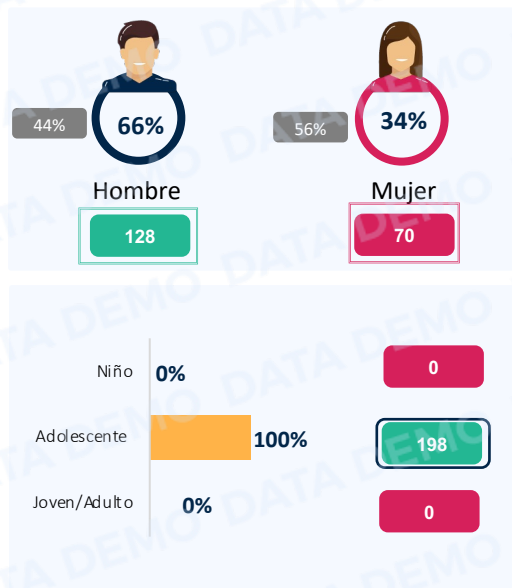 44%
66%
56%
34%
Hombre
Mujer
128
70
Niño
0%
0
Adolescente
100%
198
Joven/Adulto
0%
0
DATA DEMO